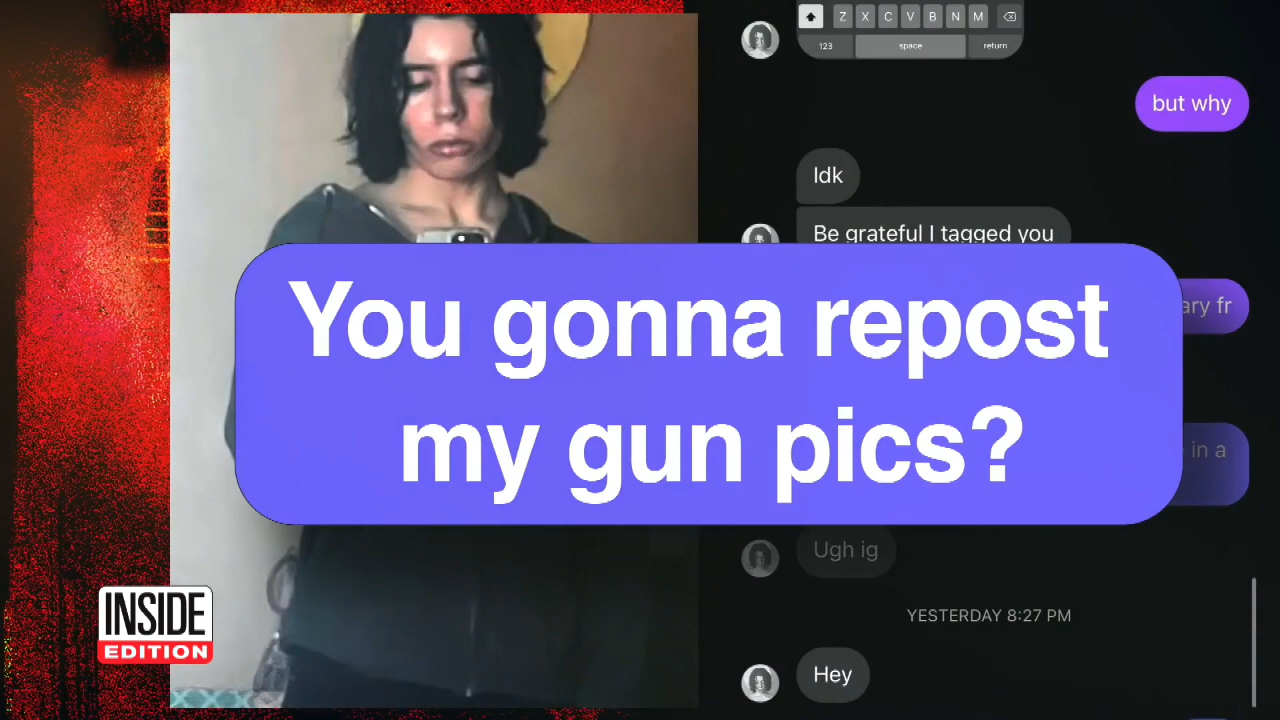 Z X C V B N M
123 space return
but why
Idk
Be grateful I tagged you
ary fr
You gonna repost
my gun pics?
in a
Ugh ig
YESTERDAY 8:27 PM
Hey
INSIDE
EDITION